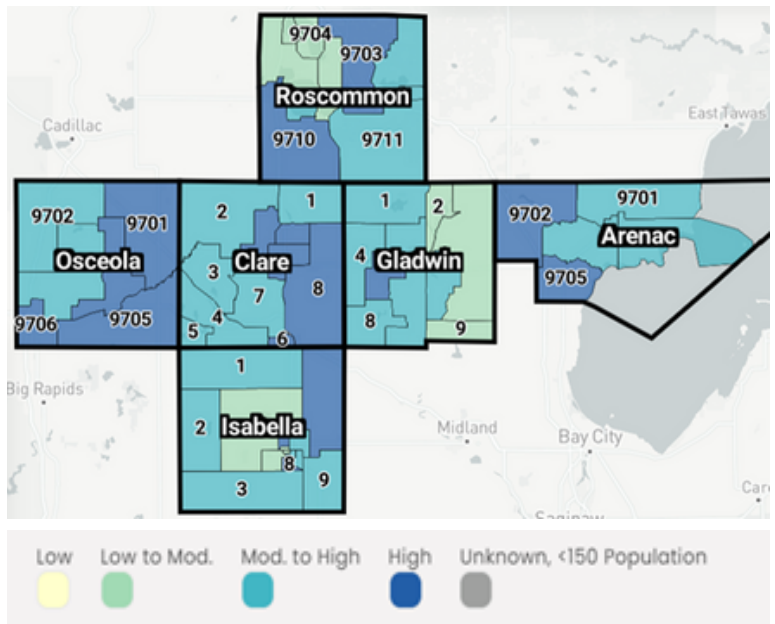 9704
9703
Roscommon
9710
9711
Cadillac
East Tawas
9702
9701
Osceola
9706
9705
2
1
3
Clare
7
8
4
5
6
1
2
4
Gladwin
8
9
9701
9702
Arenac
9705
1
2
Isabella
8
3
9
Big Rapids
Midland
Bay City
Saginaw
Car
Low
Low to Mod.
Mod. to High
High
Unknown, <150 Population